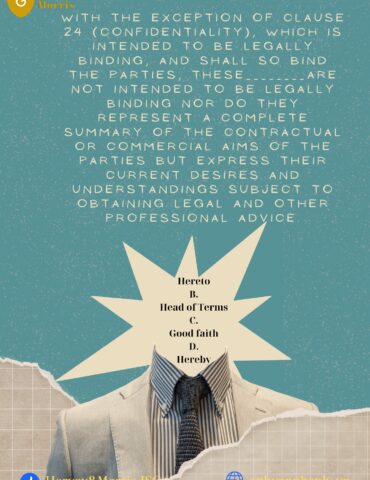 G
Morris
WITH THE EXCEPTION OF CLAUSE
24 (CONFIDENTIALITY), WHICH IS
INTENDED TO BE LEGALLY
BINDING, AND SHALL SO BIND
THE PARTIES, THESE________ARE
NOT INTENDED TO BE LEGALLY
BINDING NOR DO THEY
REPRESENT A COMPLETE
SUMMARY OF THE CONTRACTUAL
OR COMMERCIAL AIMS OF THE
PARTIES BUT EXPRESS THEIR
CURRENT DESIRES AND
UNDERSTANDINGS SUBJECT TO
OBTAINING LEGAL AND OTHER
PROFESSIONAL ADVICE
Hereto
B.
Head of Terms
C.
Good faith
D.
Hereby